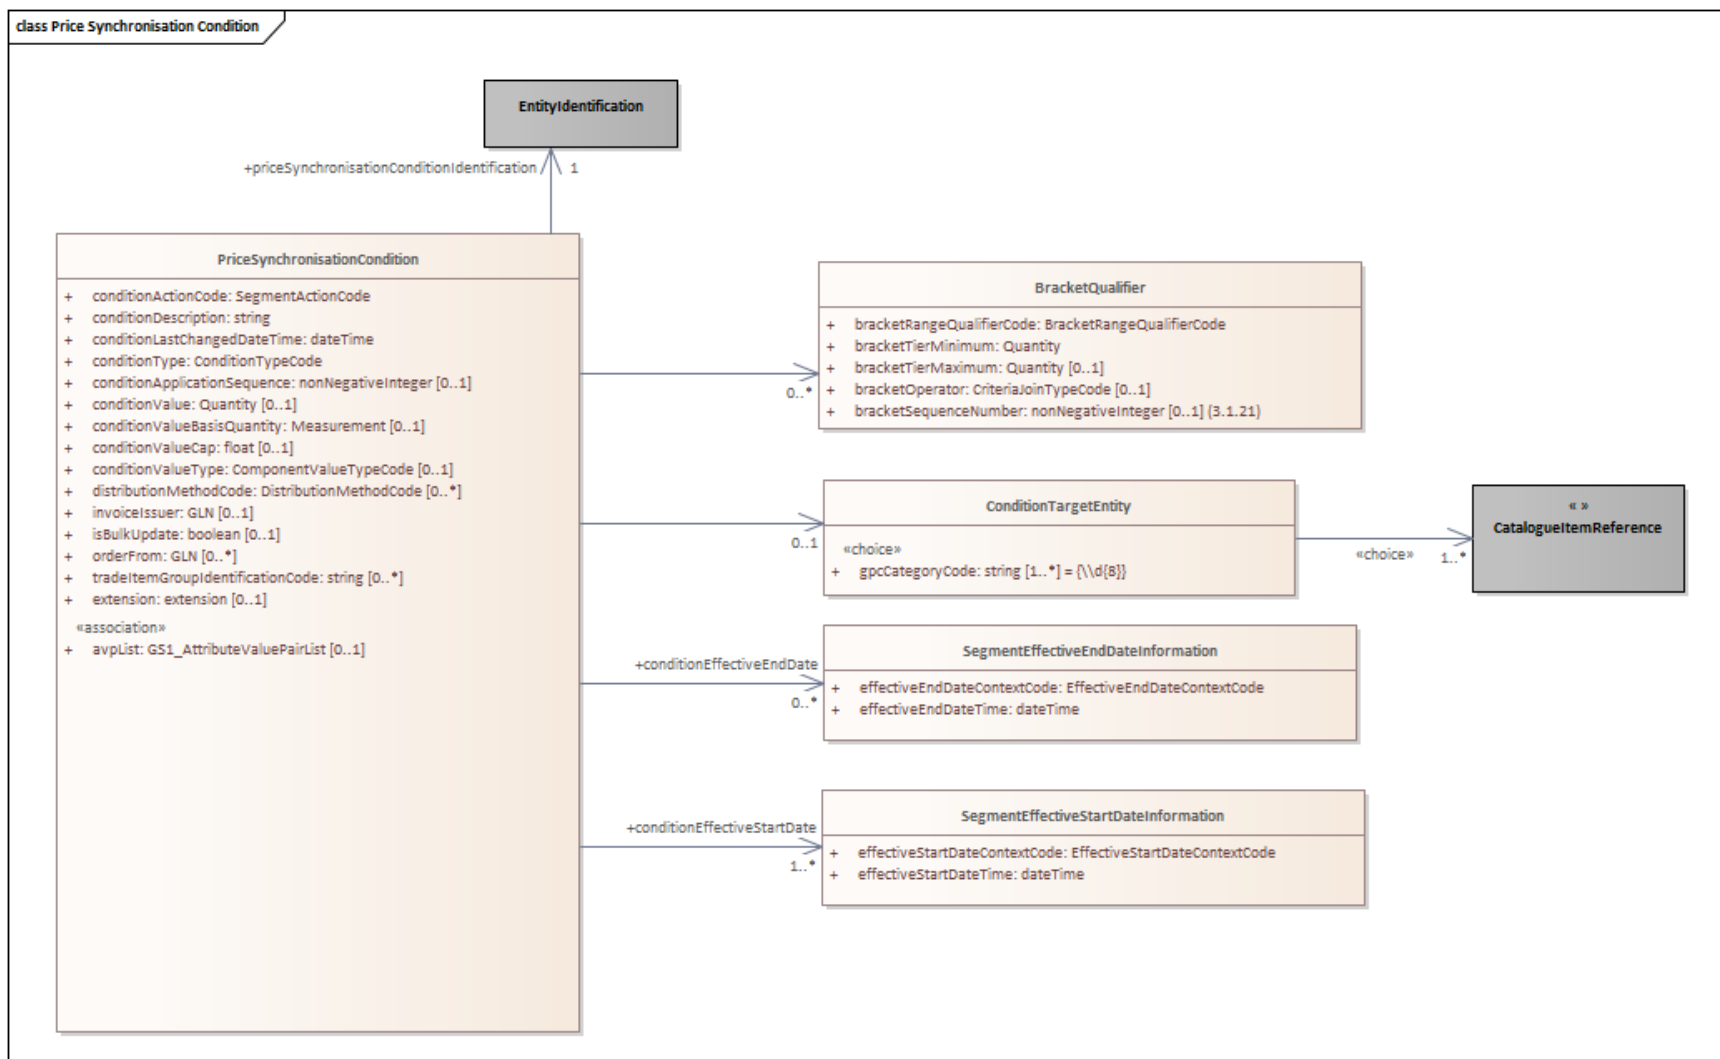 class Price Synchronisation Condition
EntityIdentification
+priceSynchronisationConditionIdentification
1
PriceSynchronisationCondition
+ conditionActionCode: SegmentActionCode
+ conditionDescription: string
+ conditionLastChangedDateTime: dateTime
+ conditionType: ConditionTypeCode
+ conditionApplicationSequence: nonNegativeInteger [0..1]
+ conditionValue: Quantity [0..1]
+ conditionValueBasisQuantity: Measurement [0..1]
+ conditionValueCap: float [0..1]
+ conditionValueType: ComponentValueTypeCode [0..1]
+ distributionMethodCode: DistributionMethodCode [0..*]
+ invoiceIssuer: GLN [0..1]
+ isBulkUpdate: boolean [0..1]
+ orderFrom: GLN [0..*]
+ tradeItemGroupIdentificationCode: string [0..*]
+ extension: extension [0..1]
«association»
+ avpList: GS1_AttributeValuePairList [0..1]
0..*
BracketQualifier
+ bracketRangeQualifierCode: BracketRangeQualifierCode
+ bracketTierMinimum: Quantity
+ bracketTierMaximum: Quantity [0..1]
+ bracketOperator: CriteriaJoinTypeCode [0..1]
+ bracketSequenceNumber: nonNegativeInteger [0..1] (3.1.21)
0..1
ConditionTargetEntity
«choice»
+ gpcCategoryCode: string [1..*] = {\\d{8}}
«choice»
1..*
« »
CatalogueItemReference
+conditionEffectiveEndDate
0..*
SegmentEffectiveEndDateInformation
+ effectiveEndDateContextCode: EffectiveEndDateContextCode
+ effectiveEndDateTime: dateTime
+conditionEffectiveStartDate
1..*
SegmentEffectiveStartDateInformation
+ effectiveStartDateContextCode: EffectiveStartDateContextCode
+ effectiveStartDateTime: dateTime